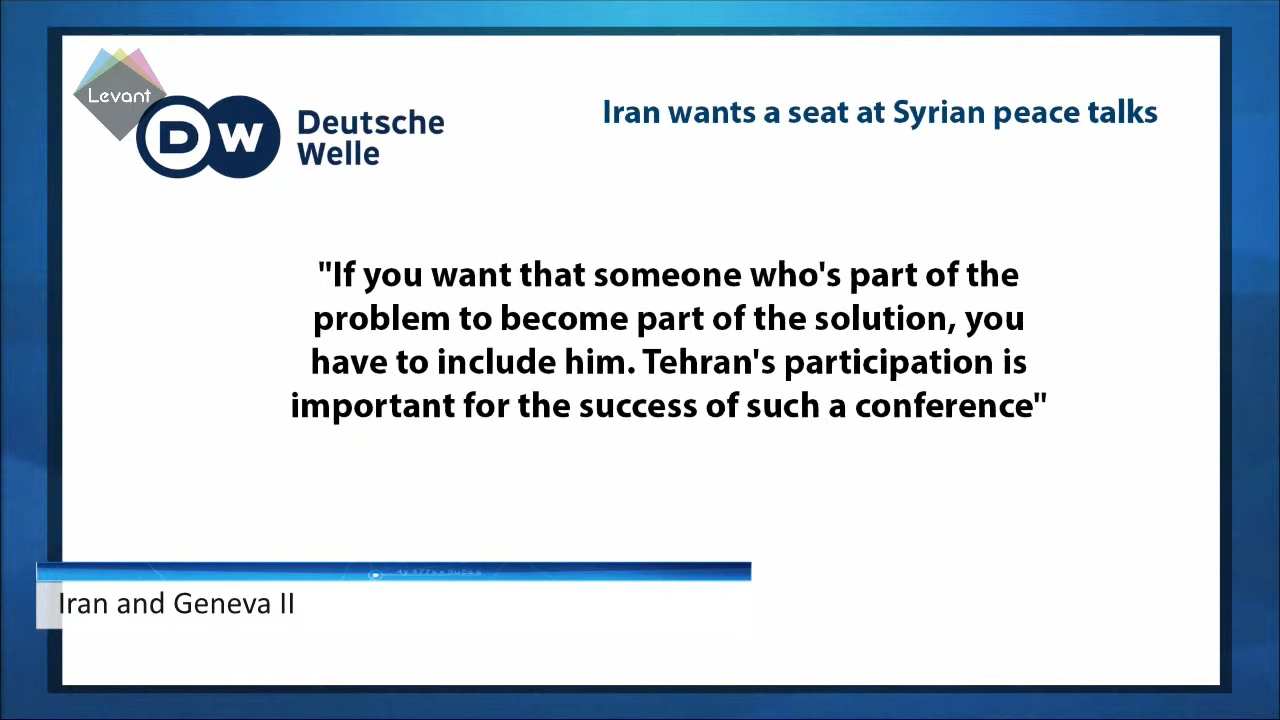 Levant
DW
Deutsche
Welle
Iran wants a seat at Syrian peace talks
"If you want that someone who's part of the
problem to become part of the solution, you
have to include him. Tehran's participation is
important for the success of such a conference"
Iran and Geneva II